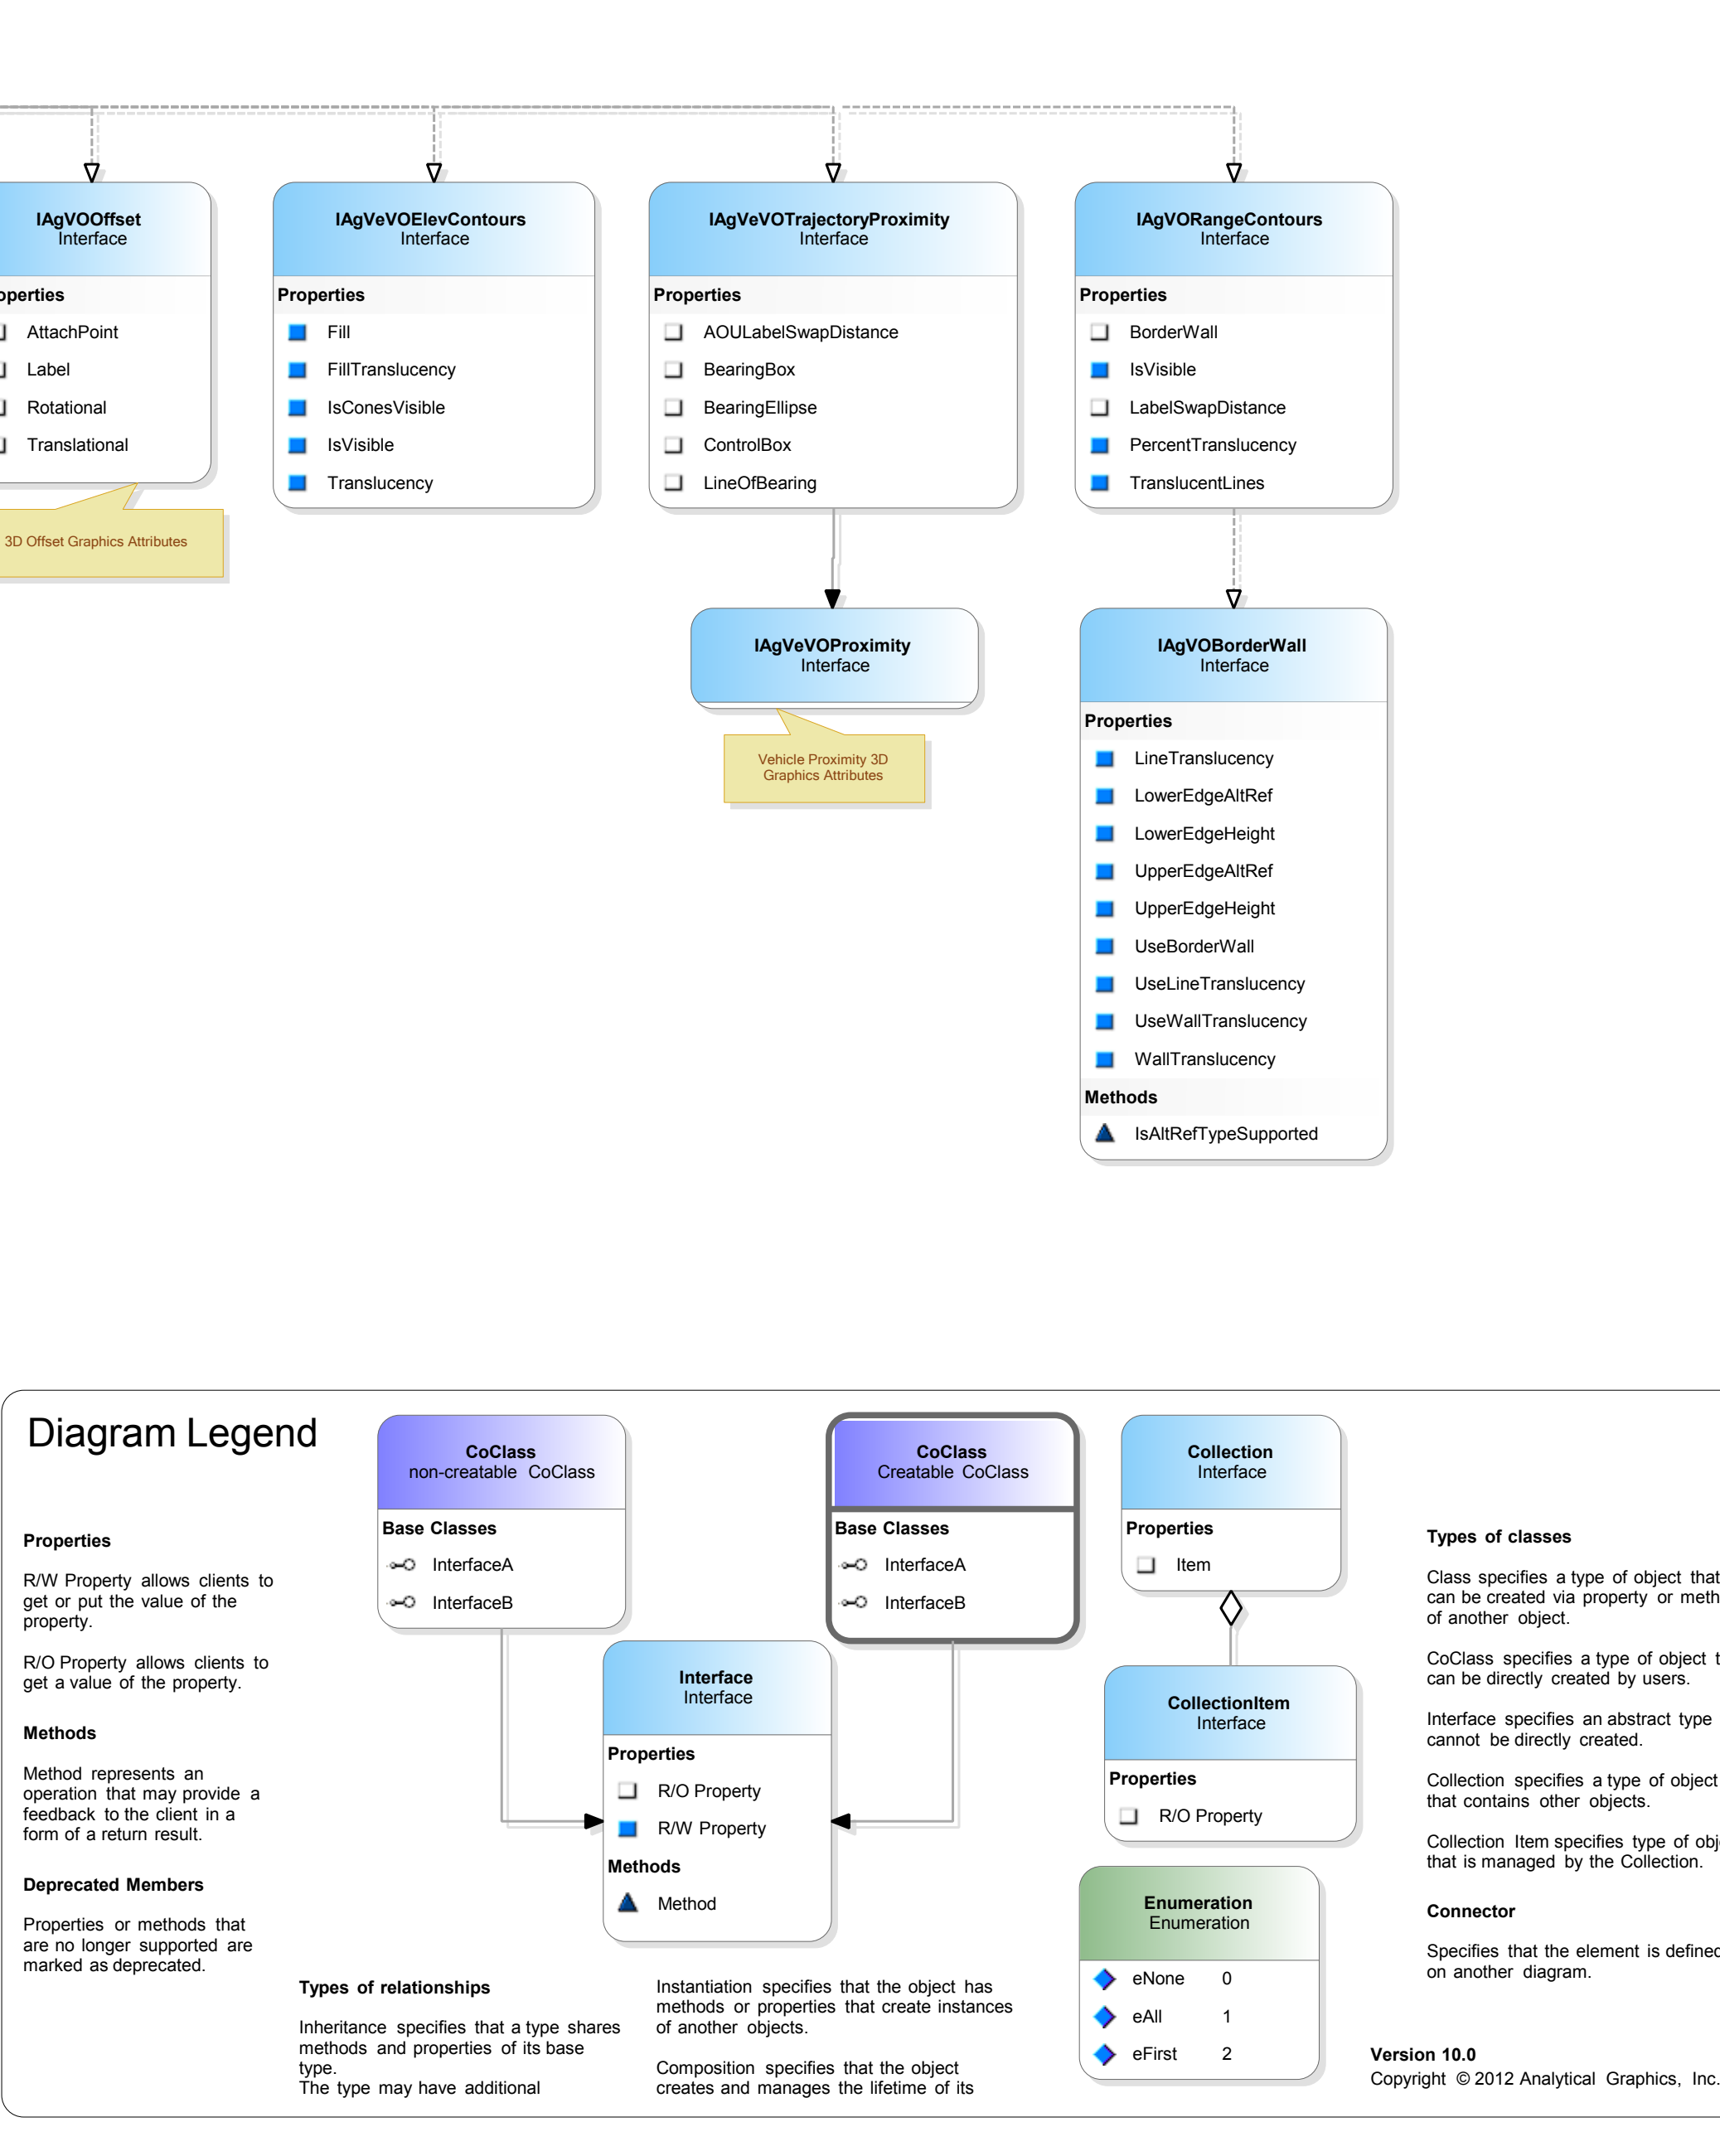 IAgVOOffset
Interface
AttachPoint
Label
Rotational
Translational
3D Offset Graphics Attributes
IAgVeVOElevContours
Interface
Properties
Fill
FillTranslucency
IsConesVisible
IsVisible
Translucency
IAgVeVOTrajectoryProximity
Interface
Properties
AOULabelSwapDistance
BearingBox
BearingEllipse
ControlBox
LineOfBearing
IAgVORangeContours
Interface
Properties
BorderWall
IsVisible
LabelSwapDistance
PercentTranslucency
TranslucentLines
IAgVeVOProximity
Interface
Vehicle Proximity 3D
Graphics Attributes
IAgVOBorderWall
Interface
Properties
LineTranslucency
LowerEdgeAltRef
LowerEdgeHeight
UpperEdgeAltRef
UpperEdgeHeight
UseBorderWall
UseLineTranslucency
UseWallTranslucency
WallTranslucency
Methods
IsAltRefTypeSupported
Diagram Legend
Properties
R/W Property allows clients to
get or put the value of the
property.
R/O Property allows clients to
get a value of the property.
Methods
Method represents an
operation that may provide a
feedback to the client in a
form of a return result.
Deprecated Members
Properties or methods that
are no longer supported are
marked as deprecated.
CoClass
non-creatable CoClass
Base Classes
InterfaceA
InterfaceB
CoClass
Creatable CoClass
Base Classes
InterfaceA
InterfaceB
Interface
Interface
Properties
R/O Property
R/W Property
Methods
Method
Collection
Interface
Properties
Item
CollectionItem
Interface
Properties
R/O Property
Enumeration
Enumeration
eNone 0
eAll 1
eFirst 2
Types of relationships
Inheritance specifies that a type shares
methods and properties of its base
type.
The type may have additional
Instantiation specifies that the object has
methods or properties that create instances
of another objects.
Composition specifies that the object
creates and manages the lifetime of its
Types of classes
Class specifies a type of object that
can be created via property or
of another object.
CoClass specifies a type of object
can be directly created by users.
Interface specifies an abstract type
cannot be directly created.
Collection specifies a type of object
that contains other objects.
Collection Item specifies type of
that is managed by the Collection.
Connector
Specifies that the element is defined
on another diagram.
Version 10.0
Copyright © 2012 Analytical Graphics, Inc.